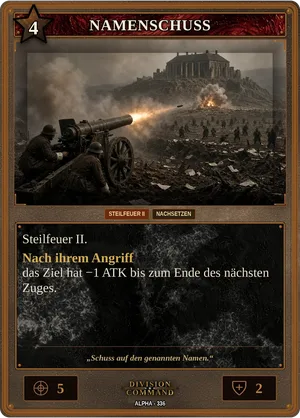 4
NAMENSCHUSS
STEILFEUER II
NACHSETZEN
Steilfeuer II.
Nach ihrem Angriff
das Ziel hat −1 ATK bis zum Ende des nächsten
Zuges.
„Schuss auf den genannten Namen.“
5
DIVISION
COMMAND
ALPHA · 336
2